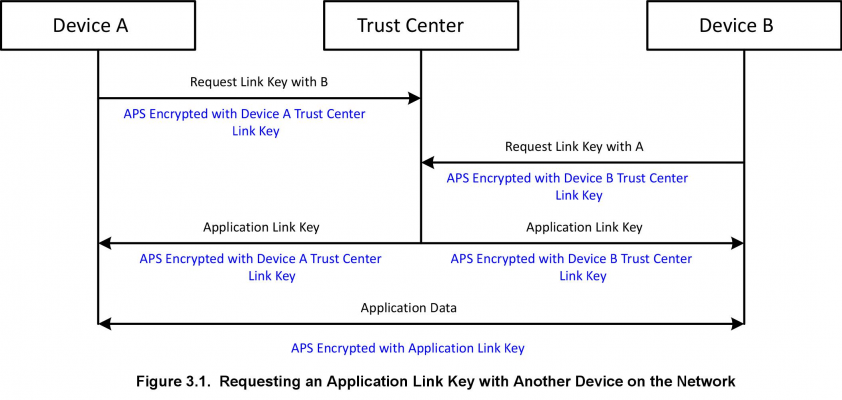 Device A
Trust Center
Device B
Request Link Key with B
APS Encrypted with Device A Trust Center
Link Key
Request Link Key with A
APS Encrypted with Device B Trust Center
Link Key
Application Link Key
Application Link Key
APS Encrypted with Device A Trust Center
Link Key
APS Encrypted with Device B Trust Center
Link Key
Application Data
APS Encrypted with Application Link Key
Figure 3.1. Requesting an Application Link Key with Another Device on the Network